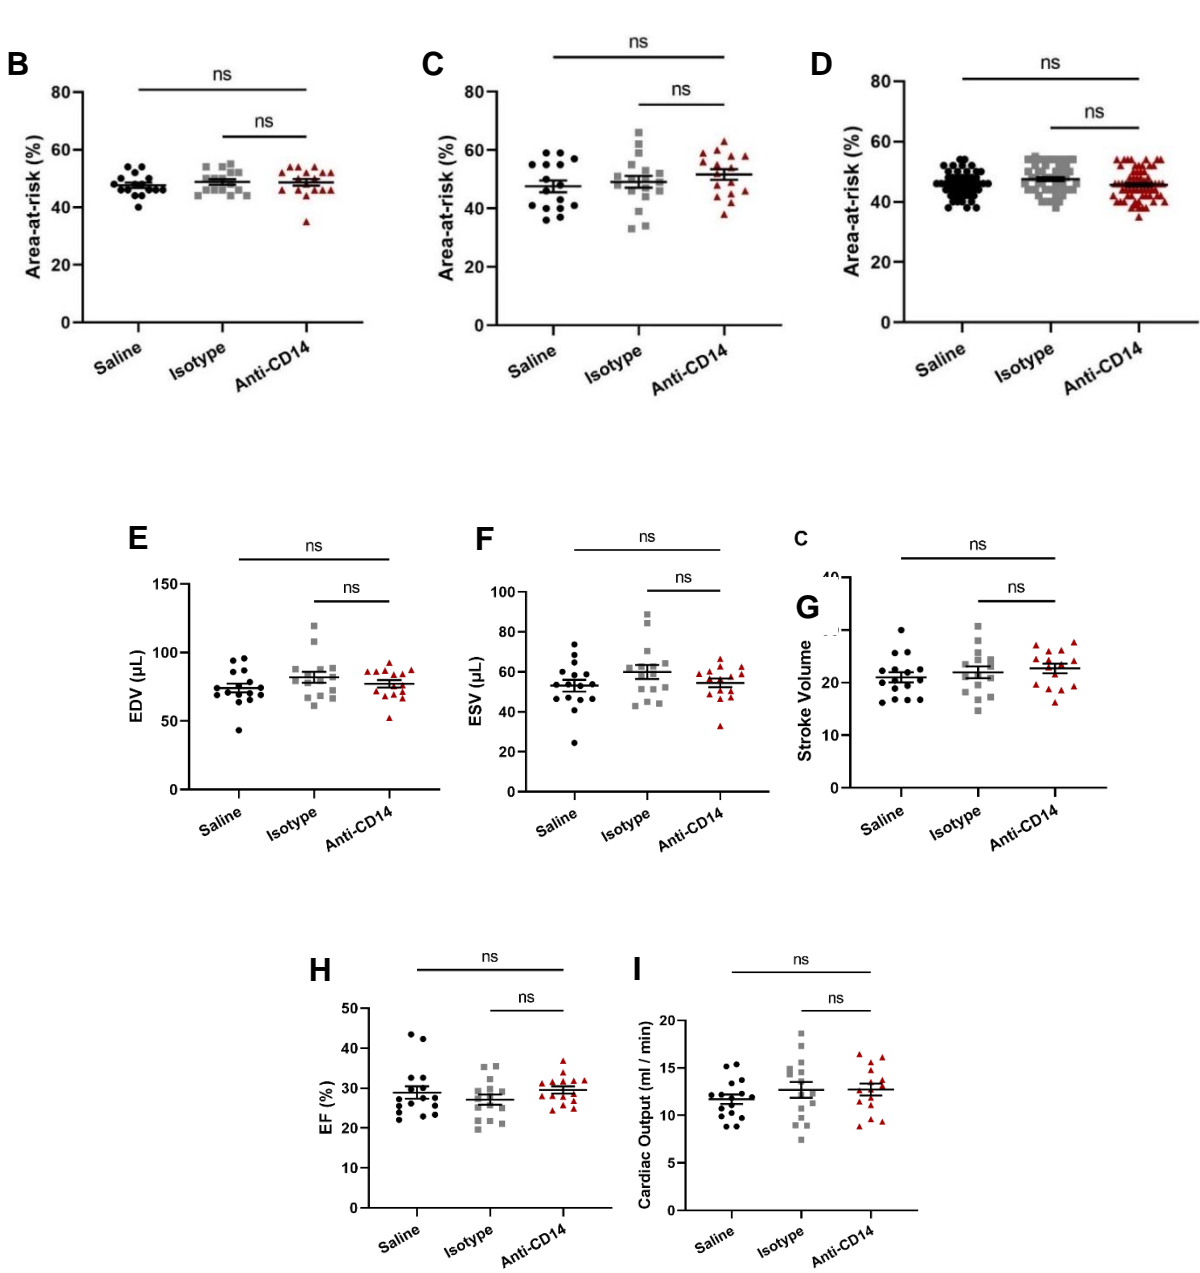 B
ns
ns
Area-at-risk (%)
80
60
40
20
0
Saline
Isotype
Anti-CD14
C
ns
ns
Area-at-risk (%)
80
60
40
20
0
Saline
Isotype
Anti-CD14
D
ns
ns
Area-at-risk (%)
80
60
40
20
0
Saline
Isotype
Anti-CD14
E
ns
ns
EDV (µL)
150
100
50
0
Saline
Isotype
Anti-CD14
F
ns
ns
ESV (µL)
100
80
60
40
20
0
Saline
Isotype
Anti-CD14
C
ns
ns
G
Stroke Volume
40
20
10
0
Saline
Isotype
Anti-CD14
H
ns
ns
EF (%)
50
40
30
20
10
0
Saline
Isotype
Anti-CD14
I
ns
ns
Cardiac Output (ml / min)
20
15
10
5
0
Saline
Isotype
Anti-CD14